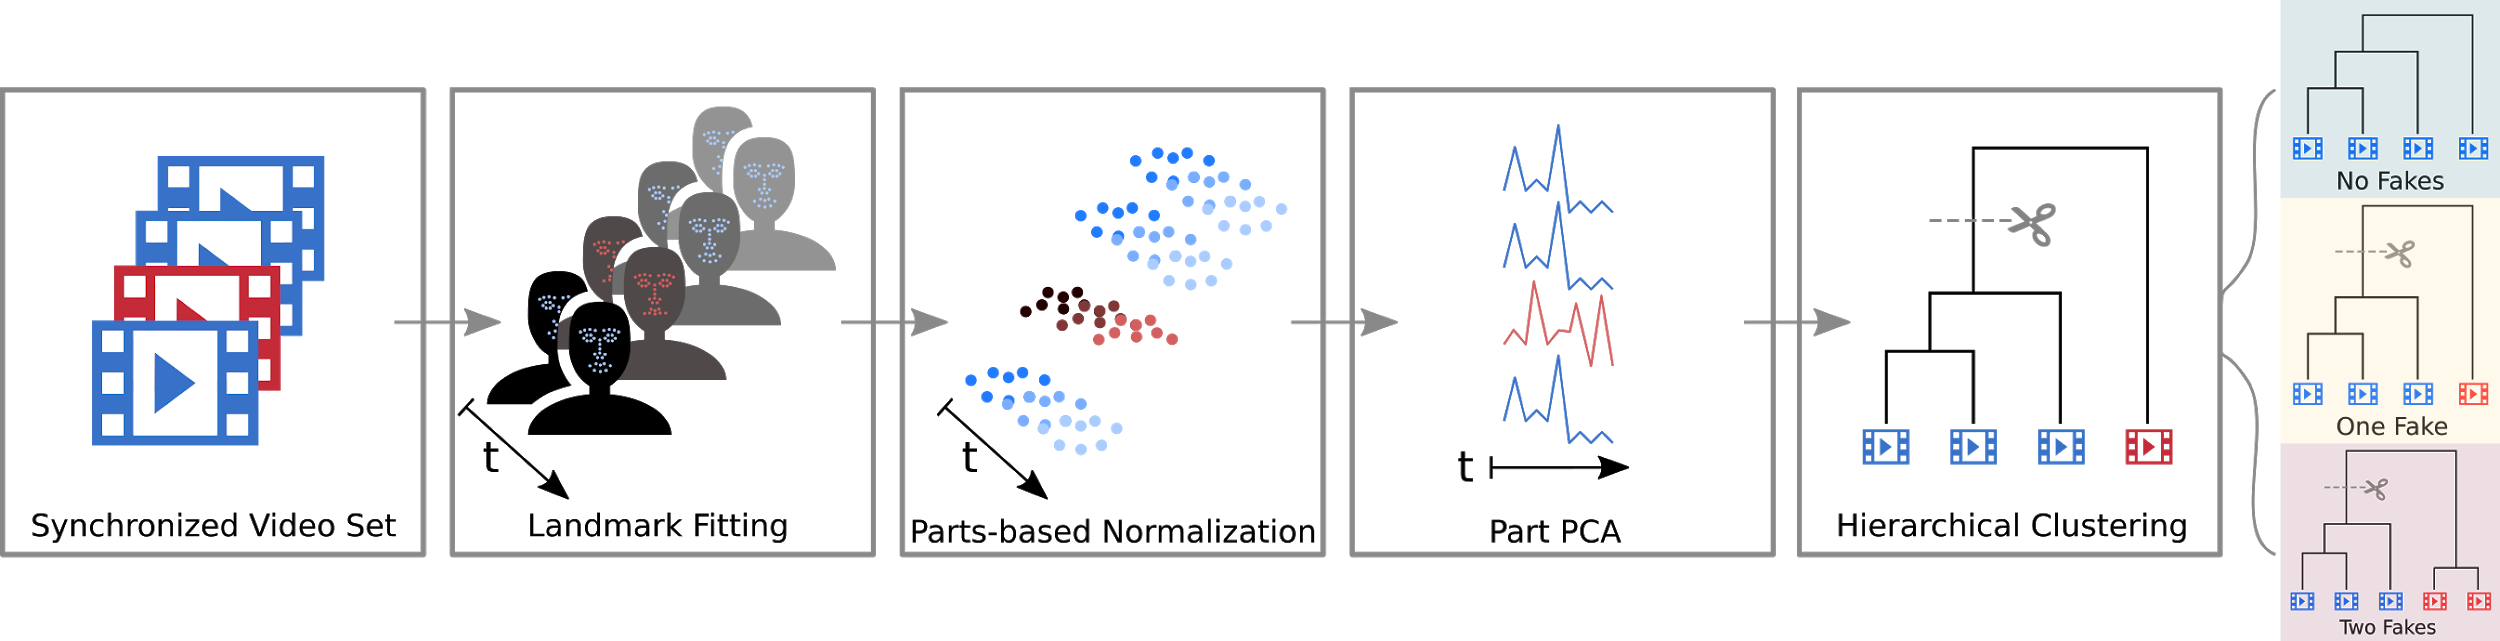 Synchronized Video Set
t
Landmark Fitting
t
Parts-based Normalization
t
Part PCA
Hierarchical Clustering
No Fakes
One Fake
Two Fakes